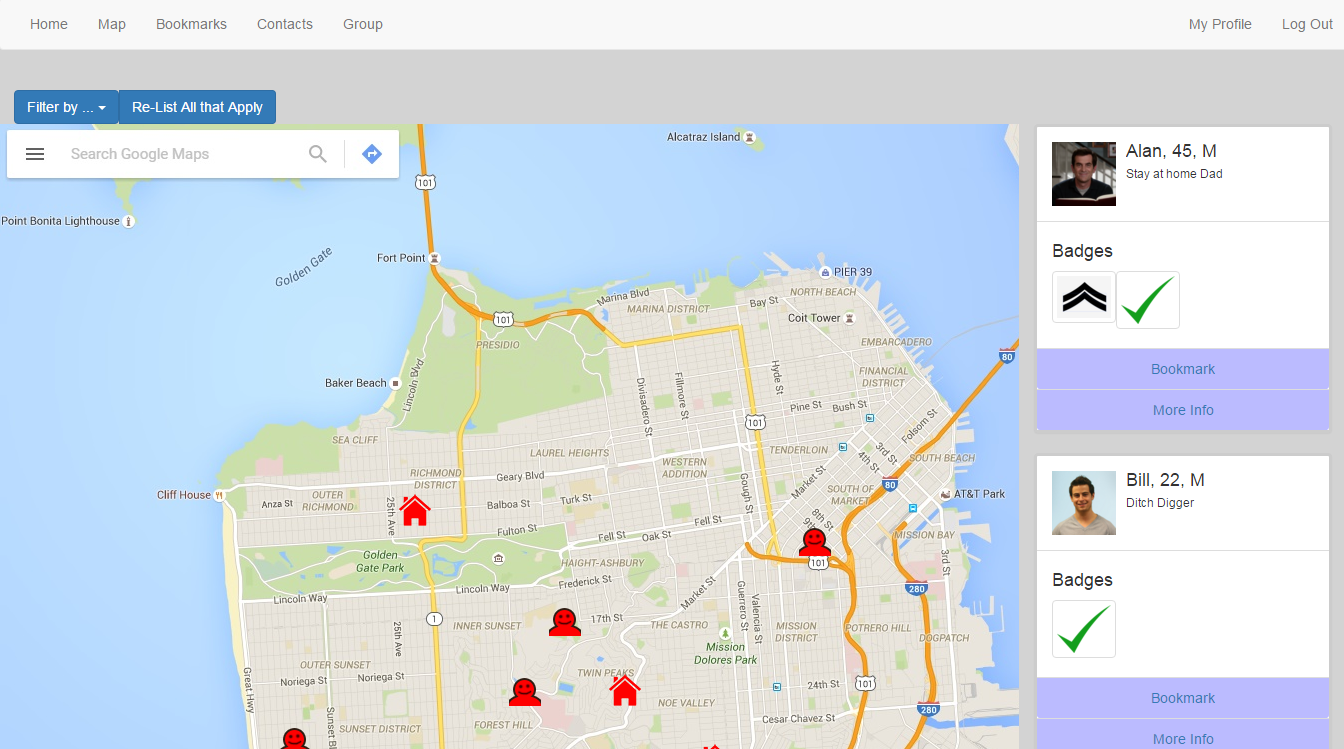 Home Map Bookmarks Contacts Group My Profile Log Out
Filter by ... Re-List All that Apply
Search Google Maps
Alcatraz Island
101
Point Bonita Lighthouse
Golden Gate
Fort Point
PIER 39
NORTH BEACH
Marina Blvd
Bay St
MARINA DISTRICT
Coit Tower
101
PRESIDIO
EMBARCADERO
80
Baker Beach
Lincoln Blvd
Divisadero St
Fillmore St
Hyde St
FINANCIAL
DISTRICT
Pine St
Bush St
101
Folsom St
SEA CLIFF
LAUREL HEIGHTS
TENDERLOIN
3rd St
4th St
SOUTH BEACH
RICHMOND
DISTRICT
Geary Blvd
WESTERN
ADDITION
Market St
80
Cliff House
OUTER
RICHMOND
Anza St
25th Ave
Balboa St
Turk St
Gough St
SOUTH OF
MARKET
AT&T Park
Fulton St
Fell St
Fell St
Oak St
8th St
9th
MISSION BAY
Golden
Gate Park
HAIGHT-ASHBURY
101
3rd St
Lincoln Way
Lincoln Way
Frederick St
Market St
Guerrero St
Valencia St
280
1
INNER SUNSET
17th St
THE CASTRO
MISSION
DISTRICT
POTRERO HILL
DOGPATCH
25th Ave
Mission
Dolores Park
OUTER SUNSET
Noriega St
Noriega St
TWIN PEAKS
24th St
101
Great Hwy
NOE VALLEY
280
Sunset Bl
SUNSET DISTRICT
FOREST HILL
Cesar Chavez St
Alan, 45, M
Stay at home Dad
Badges
Bookmark
More Info
Bill, 22, M
Ditch Digger
Badges
Bookmark
More Info